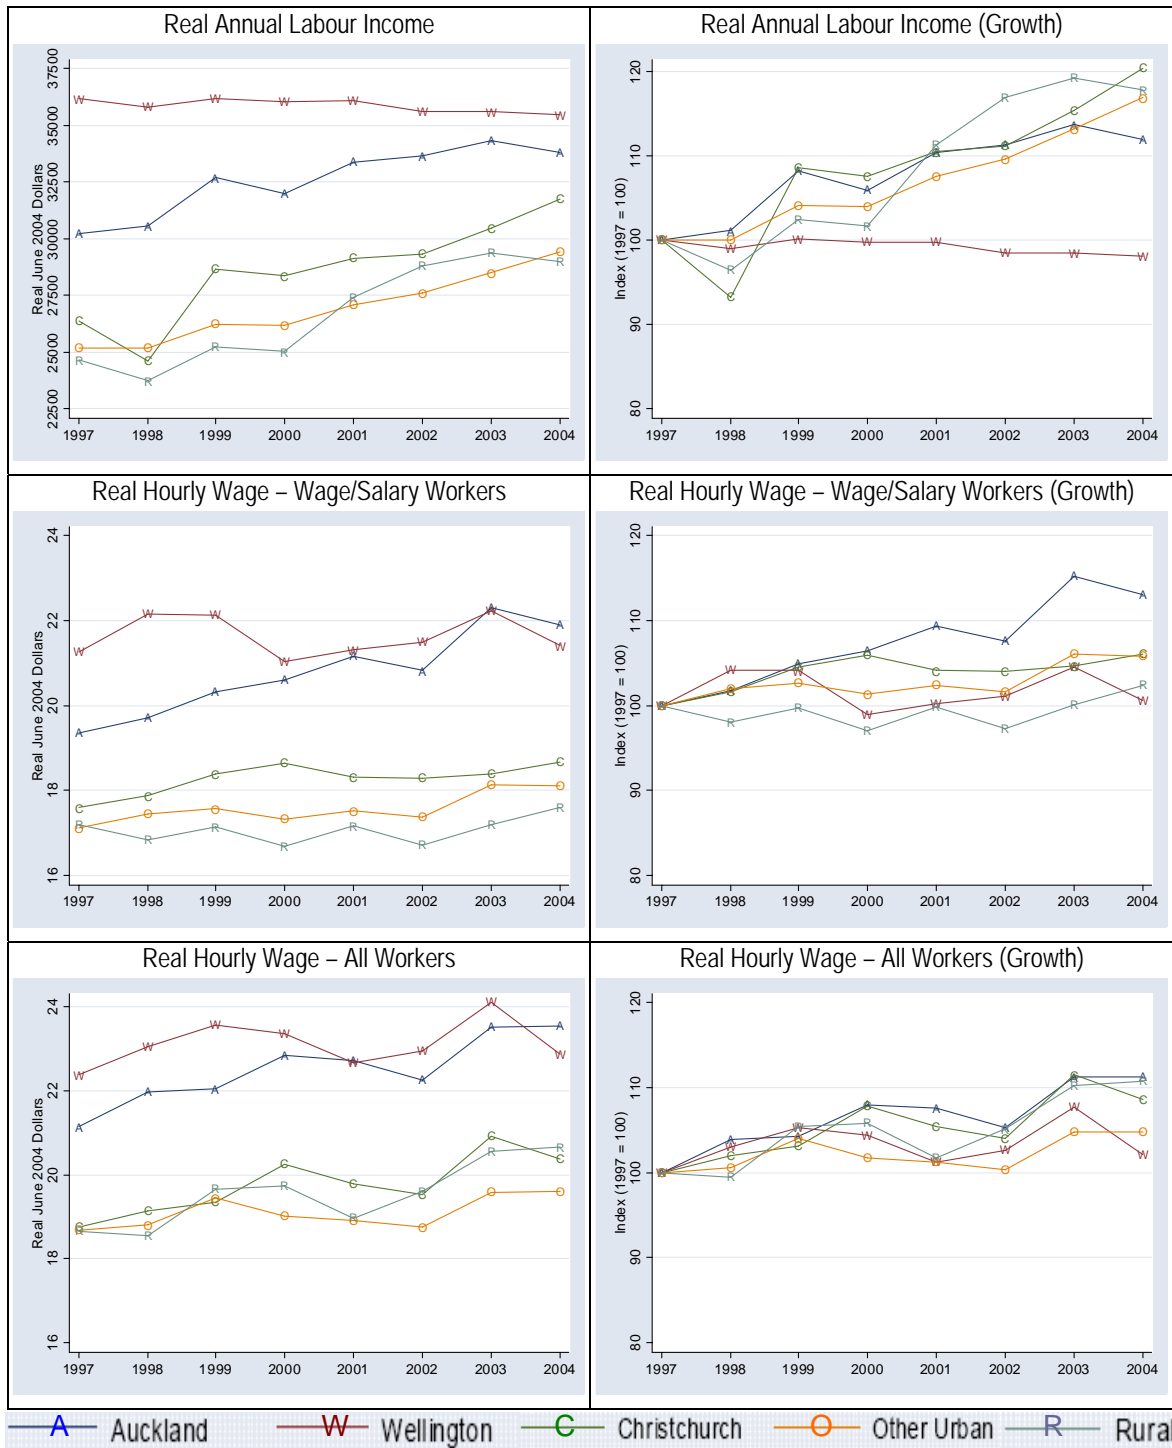 Real Annual Labour Income
Real June 2004 Dollars
37500
35000
32500
30000
27500
25000
22500
W W W W W W W W
A A A A A A A A
C C C C C C C C
O O O O O O O O
R R R R R R R R
1997 1998 1999 2000 2001 2002 2003 2004
Real Annual Labour Income (Growth)
Index (1997 = 100)
120
110
100
90
80
A A A A A A A A
W W W W W W W W
C C C C C C C C
O O O O O O O O
R R R R R R R R
1997 1998 1999 2000 2001 2002 2003 2004
Real Hourly Wage – Wage/Salary Workers
Real June 2004 Dollars
24
22
20
18
16
W W W W W W W W
A A A A A A A A
C C C C C C C C
O O O O O O O O
R R R R R R R R
1997 1998 1999 2000 2001 2002 2003 2004
Real Hourly Wage – Wage/Salary Workers (Growth)
Index (1997 = 100)
120
110
100
90
80
A A A A A A A A
W W W W W W W W
C C C C C C C C
O O O O O O O O
R R R R R R R R
1997 1998 1999 2000 2001 2002 2003 2004
Real Hourly Wage – All Workers
Real June 2004 Dollars
24
22
20
18
16
W W W W W W W W
A A A A A A A A
C C C C C C C C
O O O O O O O O
R R R R R R R R
1997 1998 1999 2000 2001 2002 2003 2004
Real Hourly Wage – All Workers (Growth)
Index (1997 = 100)
120
110
100
90
80
A A A A A A A A
W W W W W W W W
C C C C C C C C
O O O O O O O O
R R R R R R R R
1997 1998 1999 2000 2001 2002 2003 2004
A Auckland W Wellington C Christchurch O Other Urban R Rural